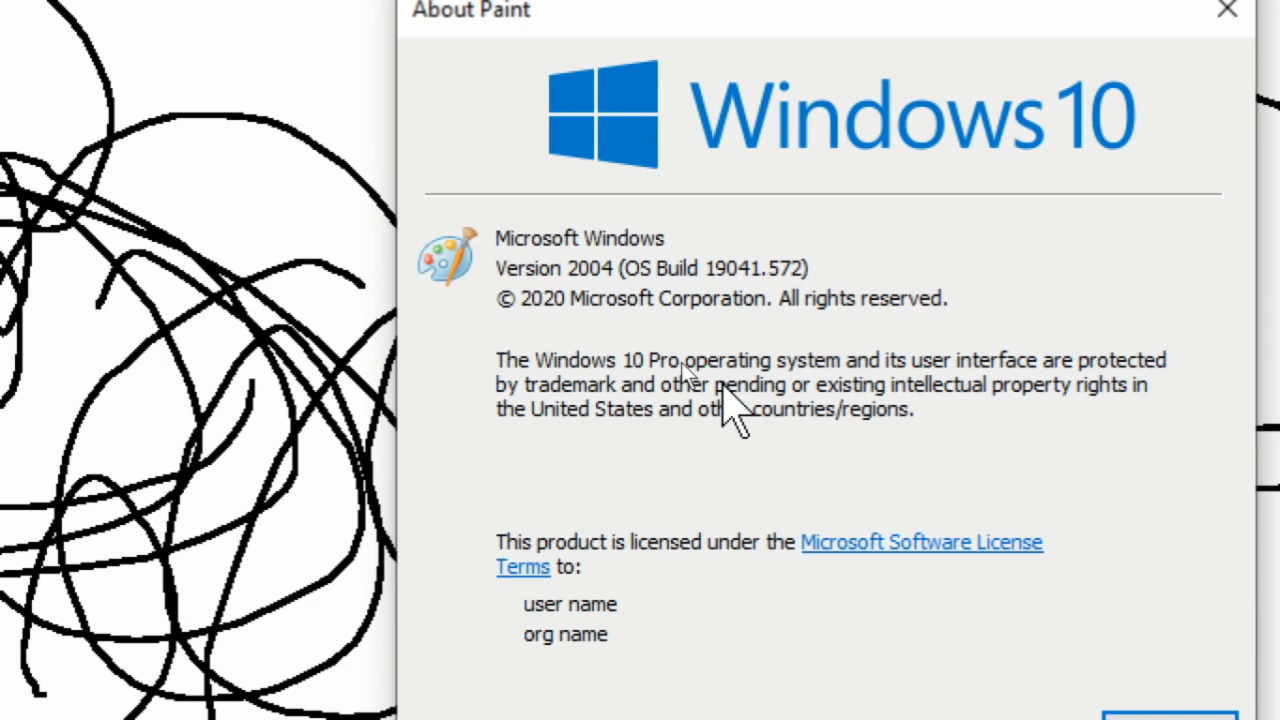 About Paint
Windows 10
Microsoft Windows
Version 2004 (OS Build 19041.572)
© 2020 Microsoft Corporation. All rights reserved.
The Windows 10 Pro operating system and its user interface are protected
by trademark and other pending or existing intellectual property rights in
the United States and other countries/regions.
This product is licensed under the Microsoft Software License
Terms to:
user name
org name